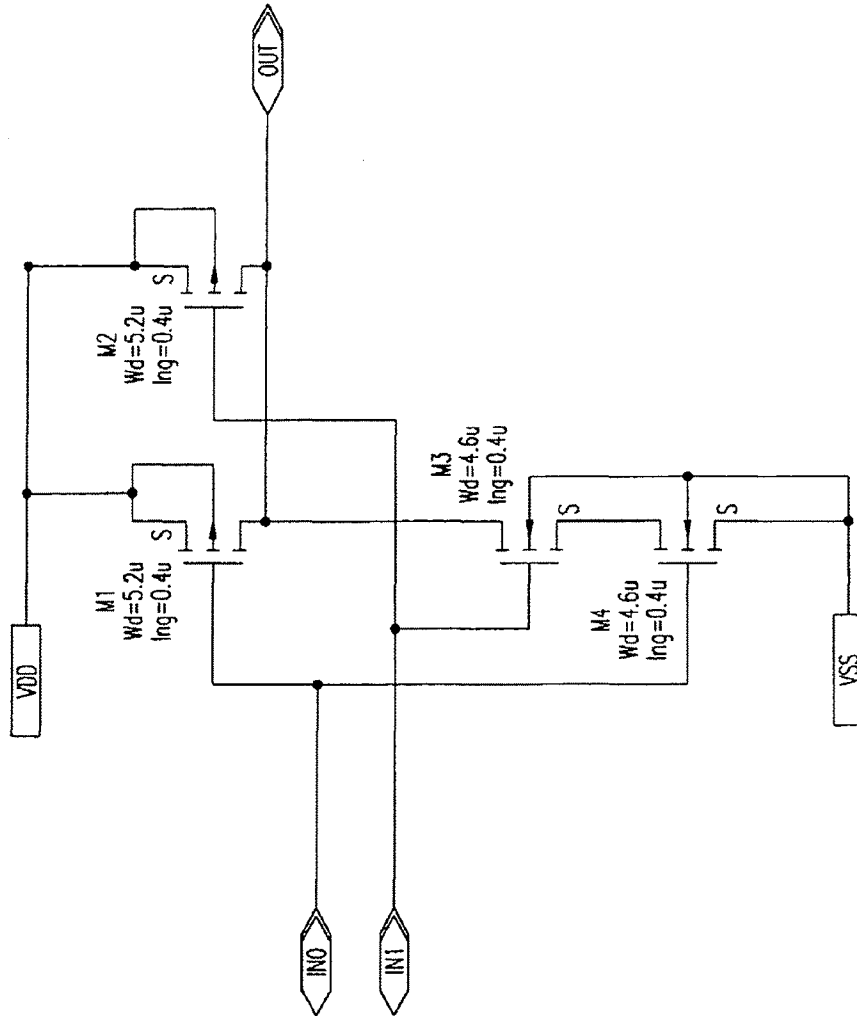 VDD
M1
Wd=5.2u
lng=0.4u
S
M2
Wd=5.2u
lng=0.4u
S
OUT
IN0
IN1
M3
Wd=4.6u
lng=0.4u
S
M4
Wd=4.6u
lng=0.4u
S
VSS